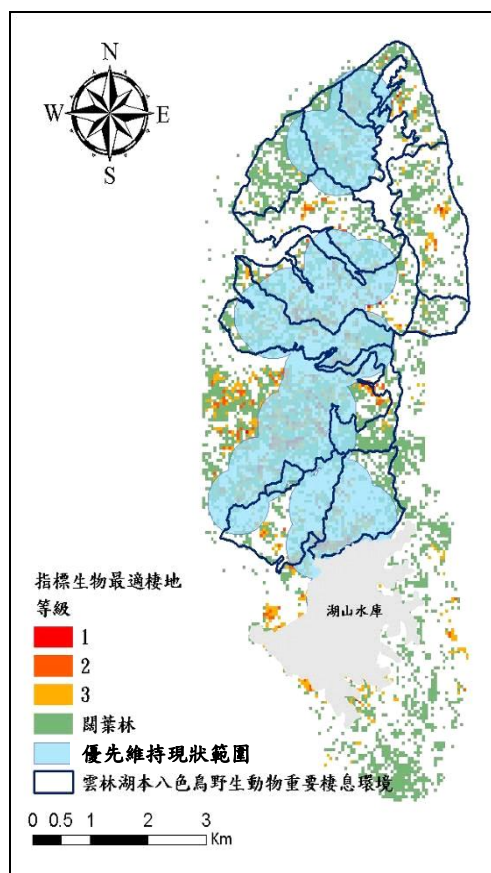 N
W E
S
湖山水庫
指標生物最適棲地
等級
1
2
3
闊葉林
優先維持現狀範圍
雲林湖本八色鳥野生動物重要棲息環境
0 0.5 1 2 3
Km